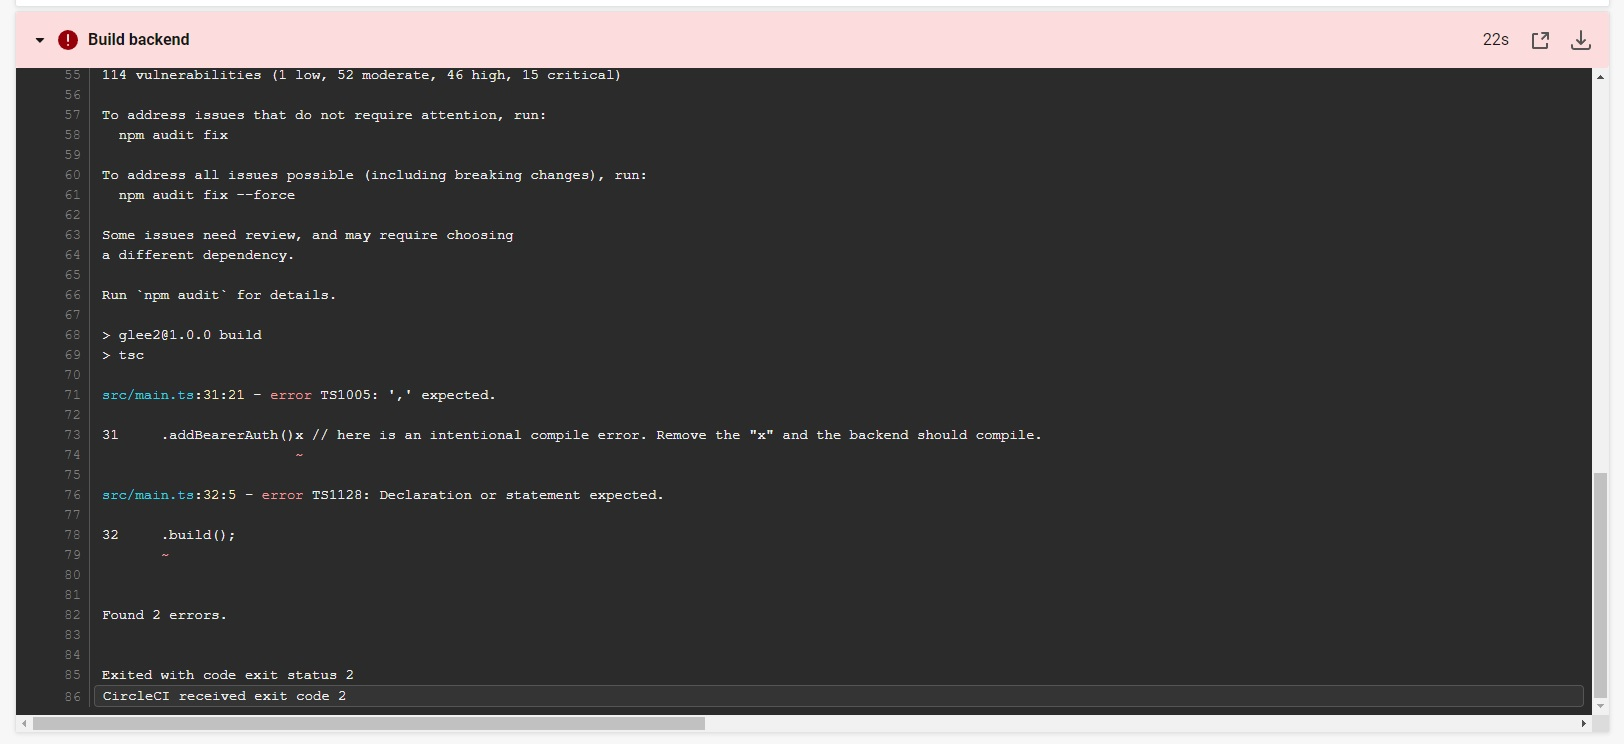 Build backend
22s
55 114 vulnerabilities (1 low, 52 moderate, 46 high, 15 critical)
56
57 To address issues that do not require attention, run:
58   npm audit fix
59
60 To address all issues possible (including breaking changes), run:
61   npm audit fix --force
62
63 Some issues need review, and may require choosing
64 a different dependency.
65
66 Run `npm audit` for details.
67
68 > glee2@1.0.0 build
69 > tsc
70
71 src/main.ts:31:21 - error TS1005: ',' expected.
72
73 31     .addBearerAuth()x // here is an intentional compile error. Remove the "x" and the backend should compile.
74                        ~
75
76 src/main.ts:32:5 - error TS1128: Declaration or statement expected.
77
78 32     .build();
79        ~
80
81
82 Found 2 errors.
83
84
85 Exited with code exit status 2
86 CircleCI received exit code 2